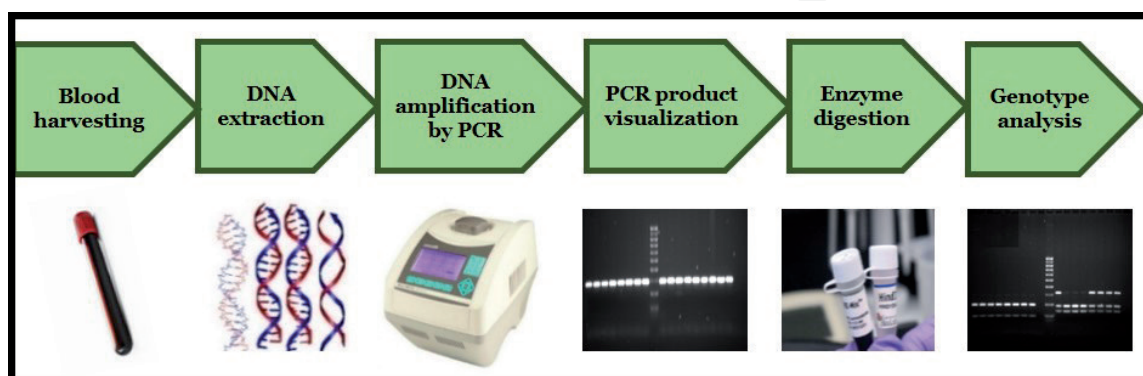 Blood
harvesting
DNA
extraction
DNA
amplification
by PCR
PCR product
visualization
Enzyme
digestion
Genotype
analysis